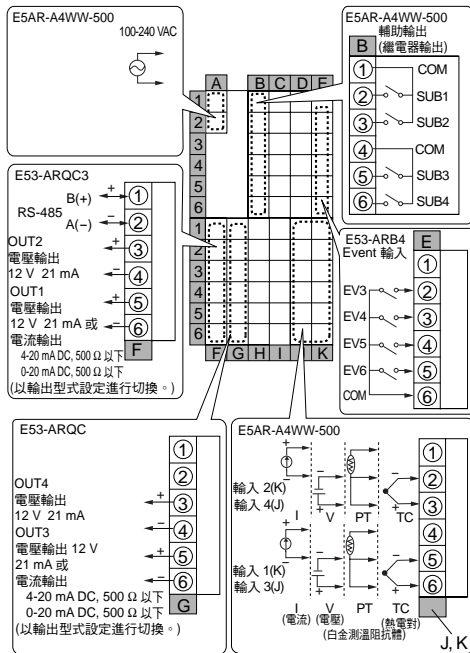 E5AR-A4WW-500
100-240 VAC
E5AR-A4WW-500
輔助輸出
(繼電器輸出)
B
1 COM
2 SUB1
3 SUB2
4 COM
5 SUB3
6 SUB4
A B C D E
1
2
3
4
5
6
1
2
3
4
5
6
F G H I J K
E53-ARQC3
B(+) + 1
RS-485
A(−) − 2
OUT2 + 3
電壓輸出
12 V 21 mA − 4
OUT1
電壓輸出 + 5
12 V 21 mA 或 − 6
電流輸出
4-20 mA DC, 500 Ω 以下
0-20 mA DC, 500 Ω 以下
F
(以輸出型式設定進行切換。)
E53-ARB4
Event 輸入
E
1
EV3 2
EV4 3
EV5 4
EV6 5
COM 6
E53-ARQC
1
2
OUT4
電壓輸出 + 3
12 V 21 mA − 4
OUT3
電壓輸出 12 V + 5
21 mA 或
電流輸出 − 6
4-20 mA DC, 500 Ω 以下
0-20 mA DC, 500 Ω 以下
G
(以輸出型式設定進行切換。)
E5AR-A4WW-500
1
2
3
4
5
6
+ − + −
輸入 2(K)
輸入 4(J)
I V PT TC
+ − + −
輸入 1(K)
輸入 3(J)
I V PT TC
(電流) (電壓) (熱電對)
(白金測溫阻抗體)
J, K